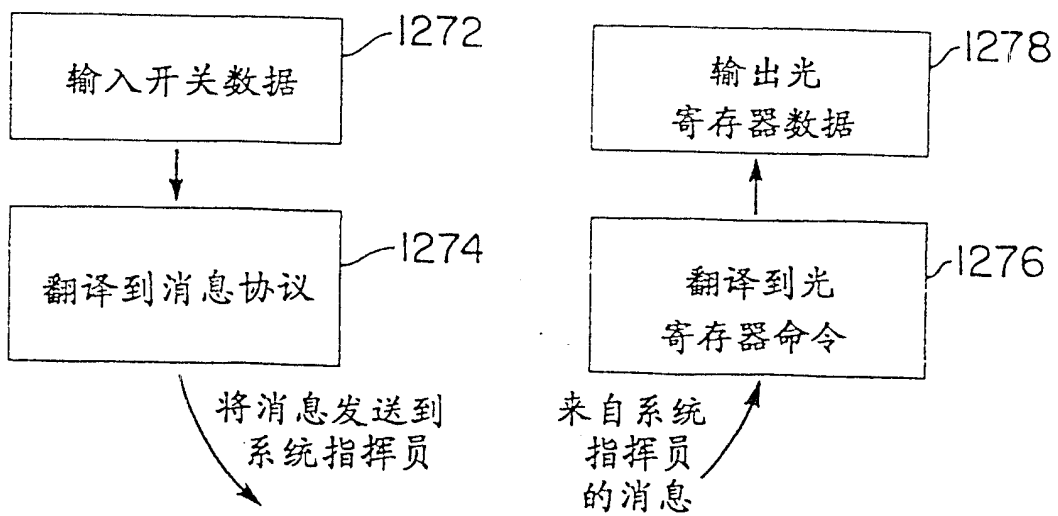 1272
输入开关数据
1274
翻译到消息协议
将消息发送到
系统指挥员
1278
输出光
寄存器数据
1276
翻译到光
寄存器命令
来自系统
指挥员
的消息